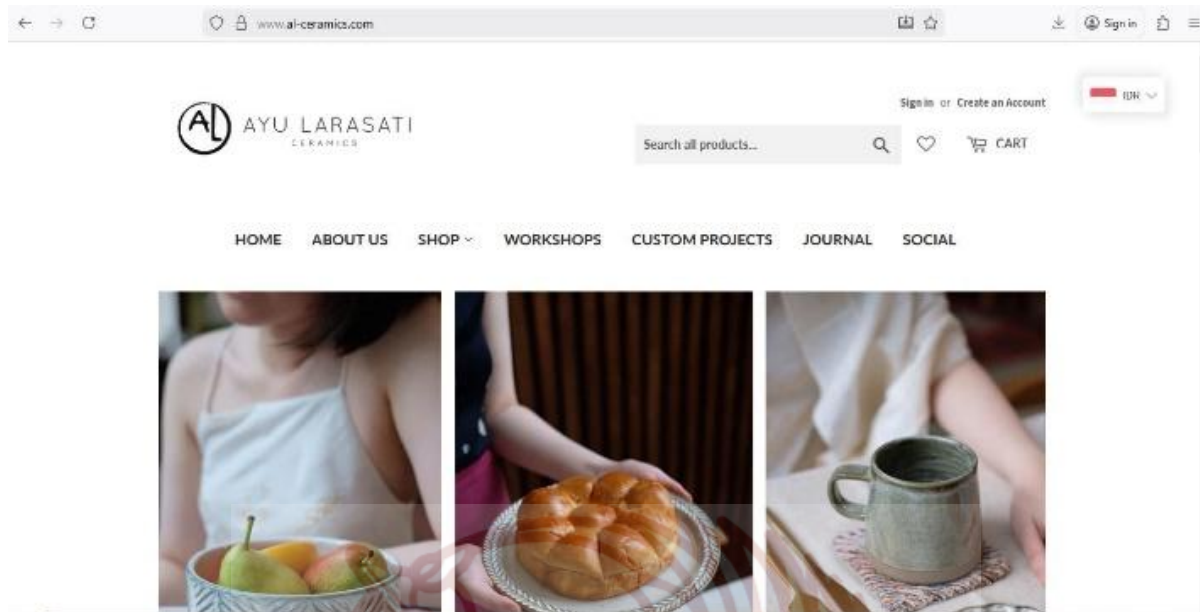 www.al-ceramics.com
Sign in
Sign in or Create an Account
IDR
AL
AYU LARASATI
CERAMICS
Search all products...
CART
HOME ABOUT US SHOP WORKSHOPS CUSTOM PROJECTS JOURNAL SOCIAL